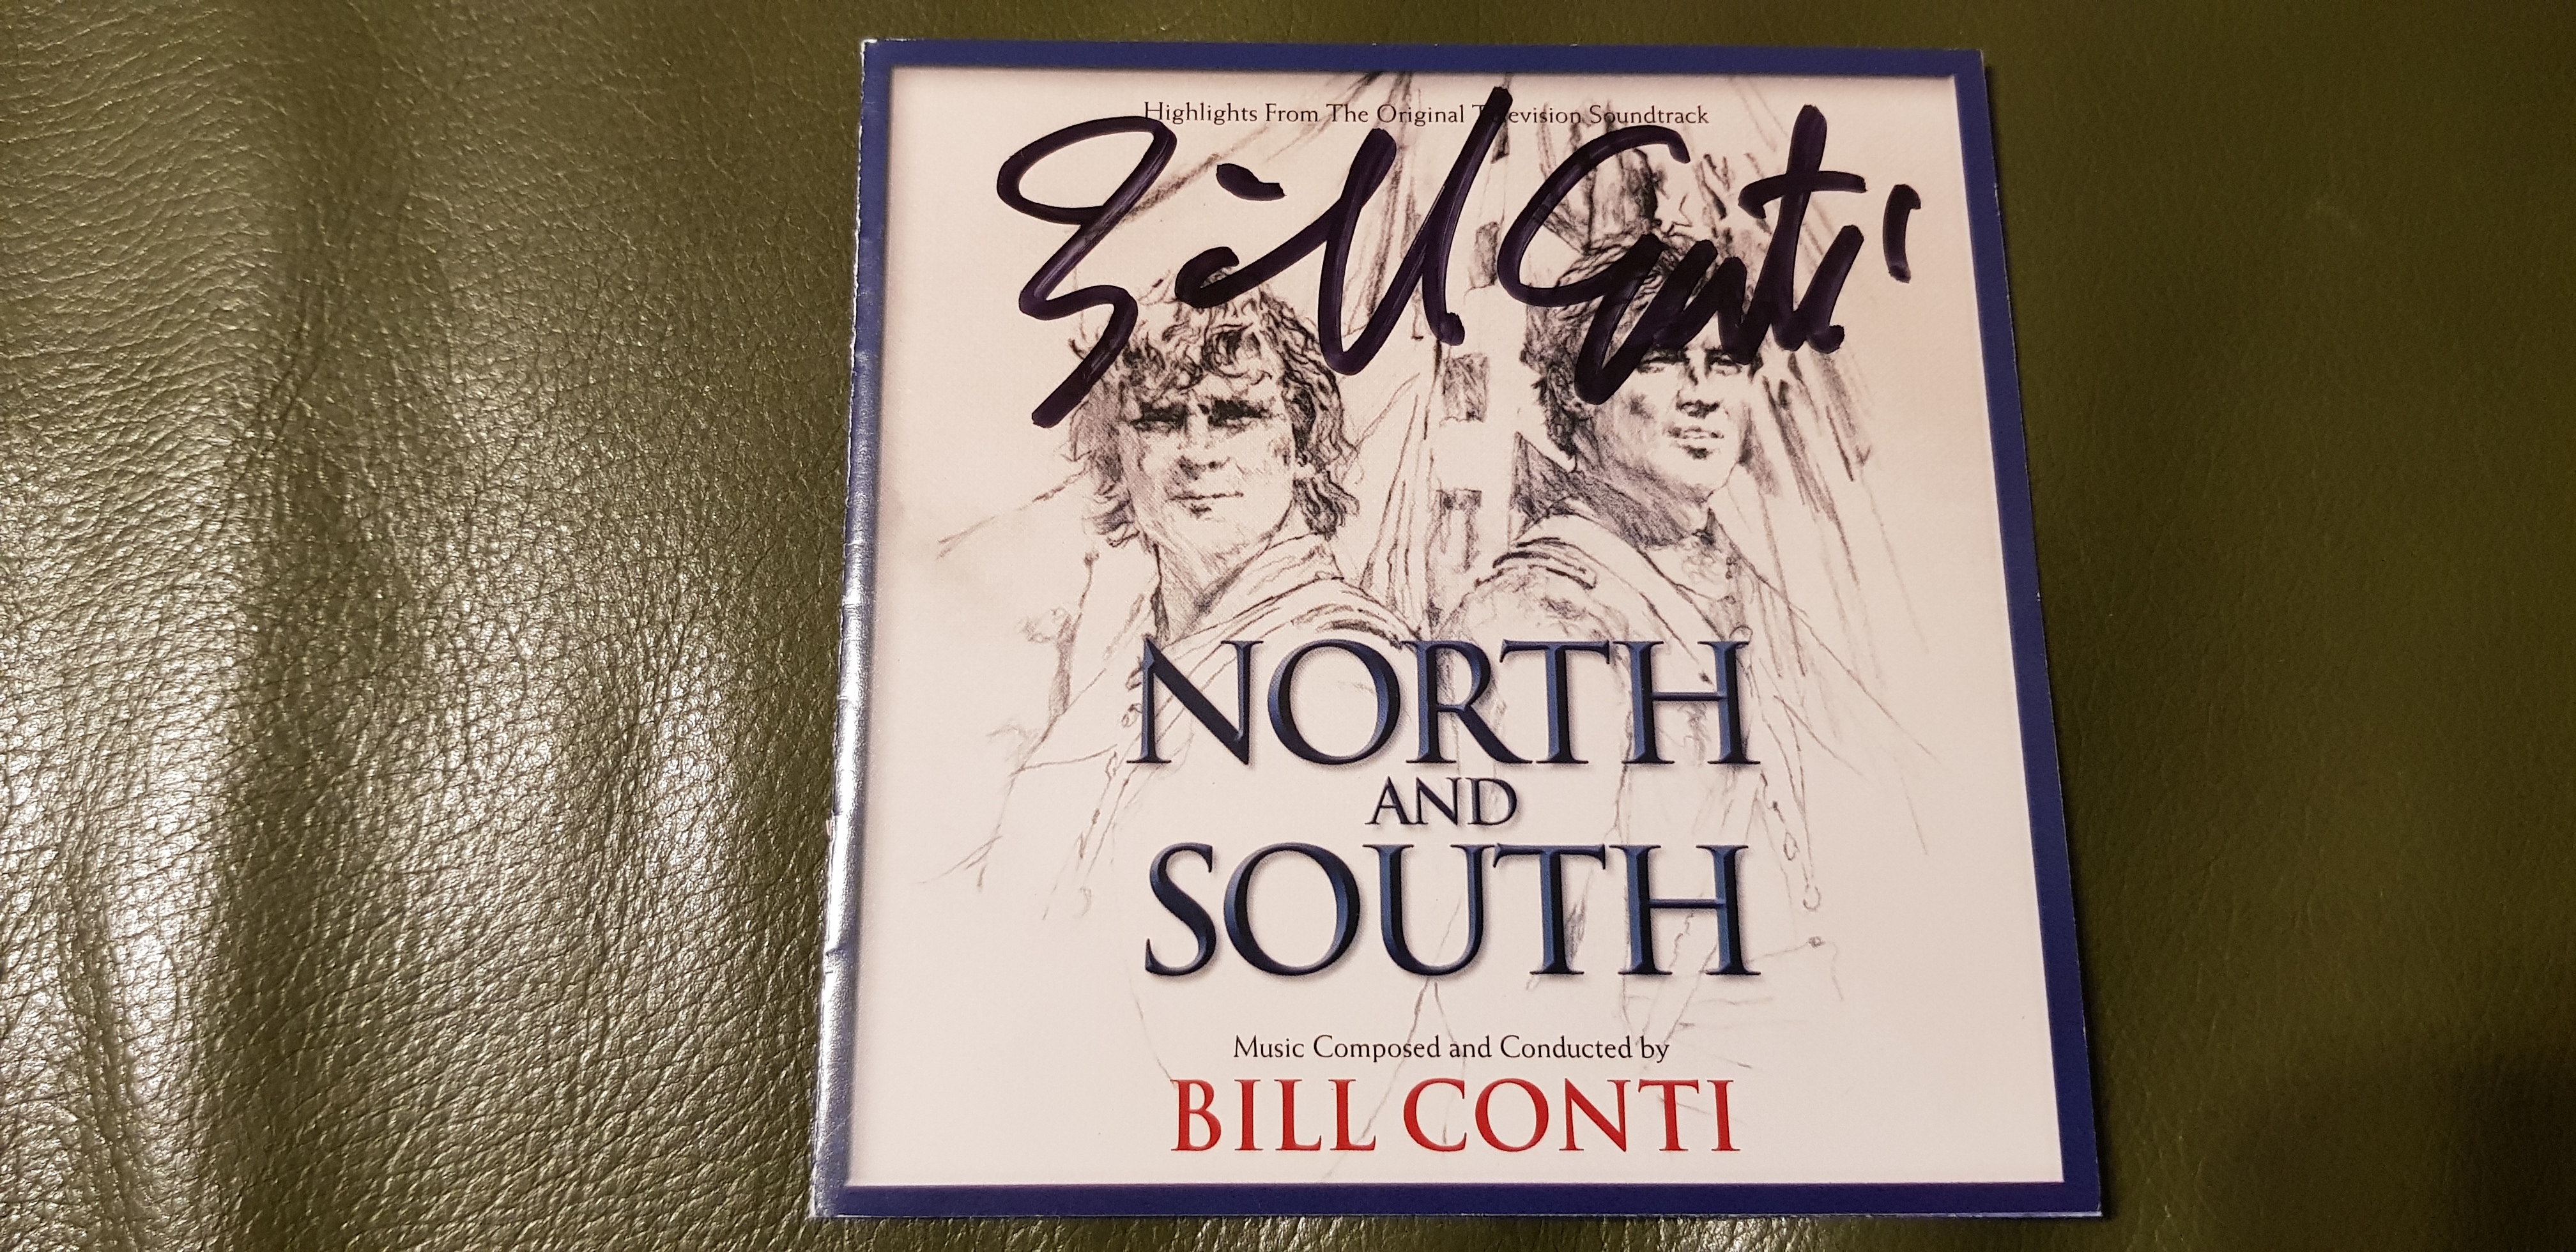 Highlights From The Original Television Soundtrack
Bill Conti
NORTH
AND
SOUTH
Music Composed and Conducted by
BILL CONTI